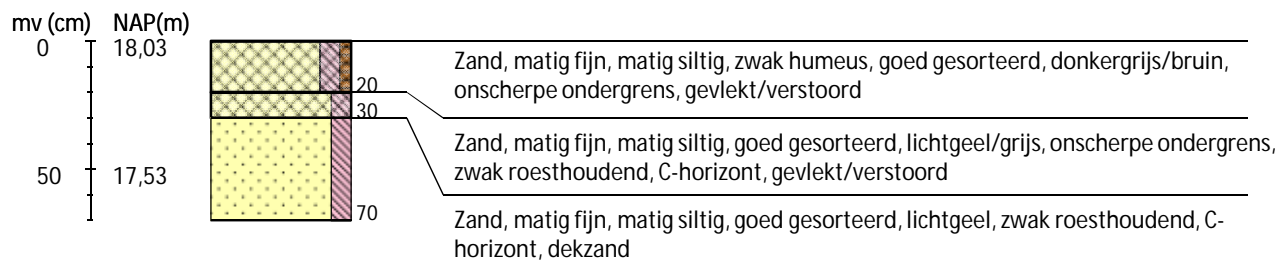 mv (cm) NAP(m)
0 18,03
Zand, matig fijn, matig siltig, zwak humeus, goed gesorteerd, donkergrijs/bruin,
20
onscherpe ondergrens, gevlekt/verstoord
30
Zand, matig fijn, matig siltig, goed gesorteerd, lichtgeel/grijs, onscherpe ondergrens,
50 17,53
zwak roesthoudend, C-horizont, gevlekt/verstoord
70
Zand, matig fijn, matig siltig, goed gesorteerd, lichtgeel, zwak roesthoudend, C-
horizont, dekzand